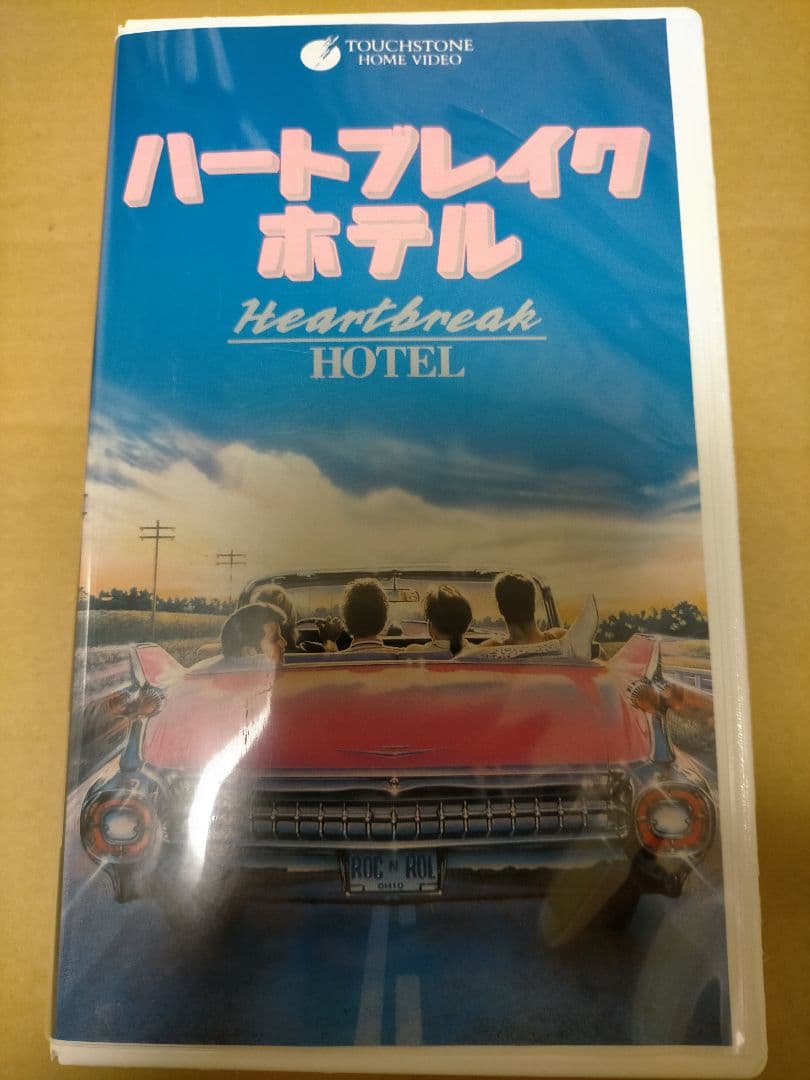 TOUCHSTONE
HOME VIDEO
ハートブレイク
ホテル
Heartbreak
HOTEL
ROC N ROL
OHIO